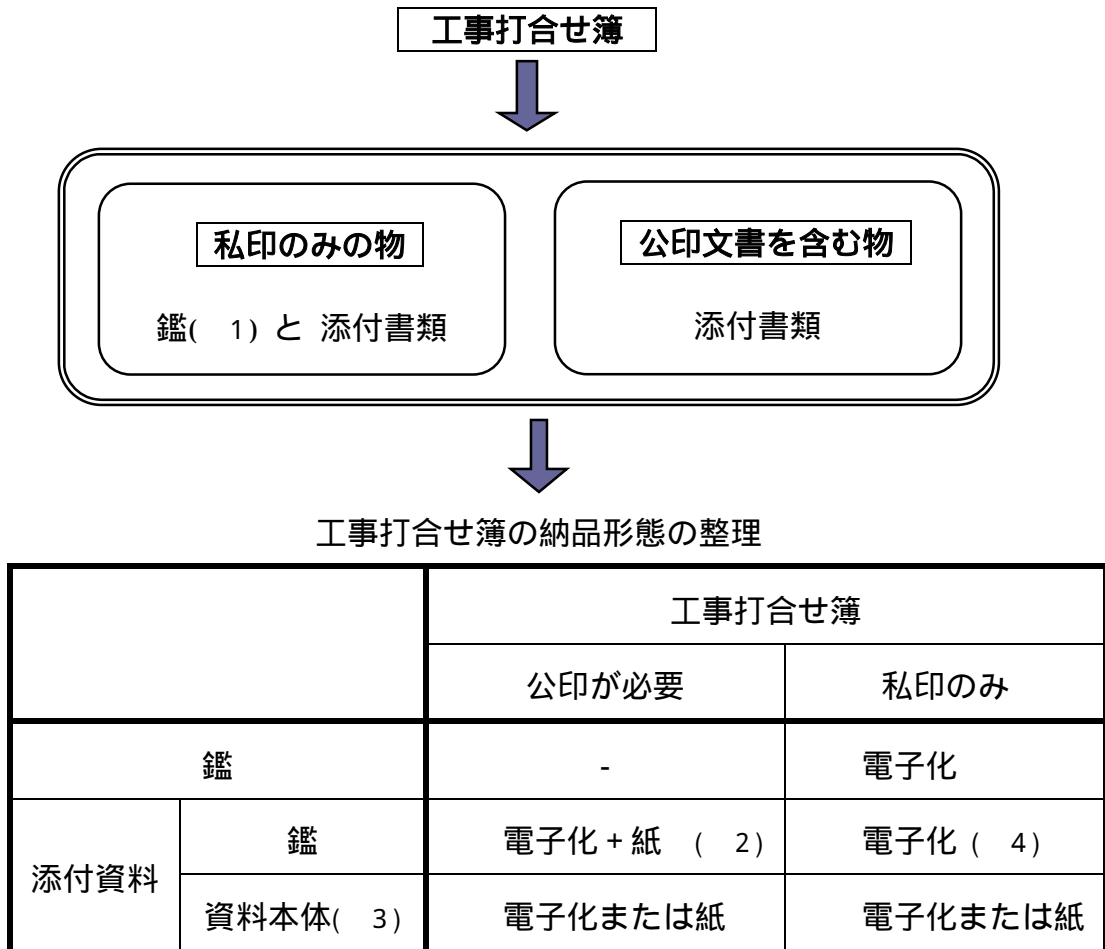 工事打合せ簿
私印のみの物
公印文書を含む物
鑑( 1) と 添付書類
添付書類
工事打合せ簿の納品形態の整理
工事打合せ簿
公印が必要
私印のみ
鑑
-
電子化
添付資料
鑑
電子化+紙 ( 2)
電子化 ( 4)
資料本体( 3)
電子化または紙
電子化または紙